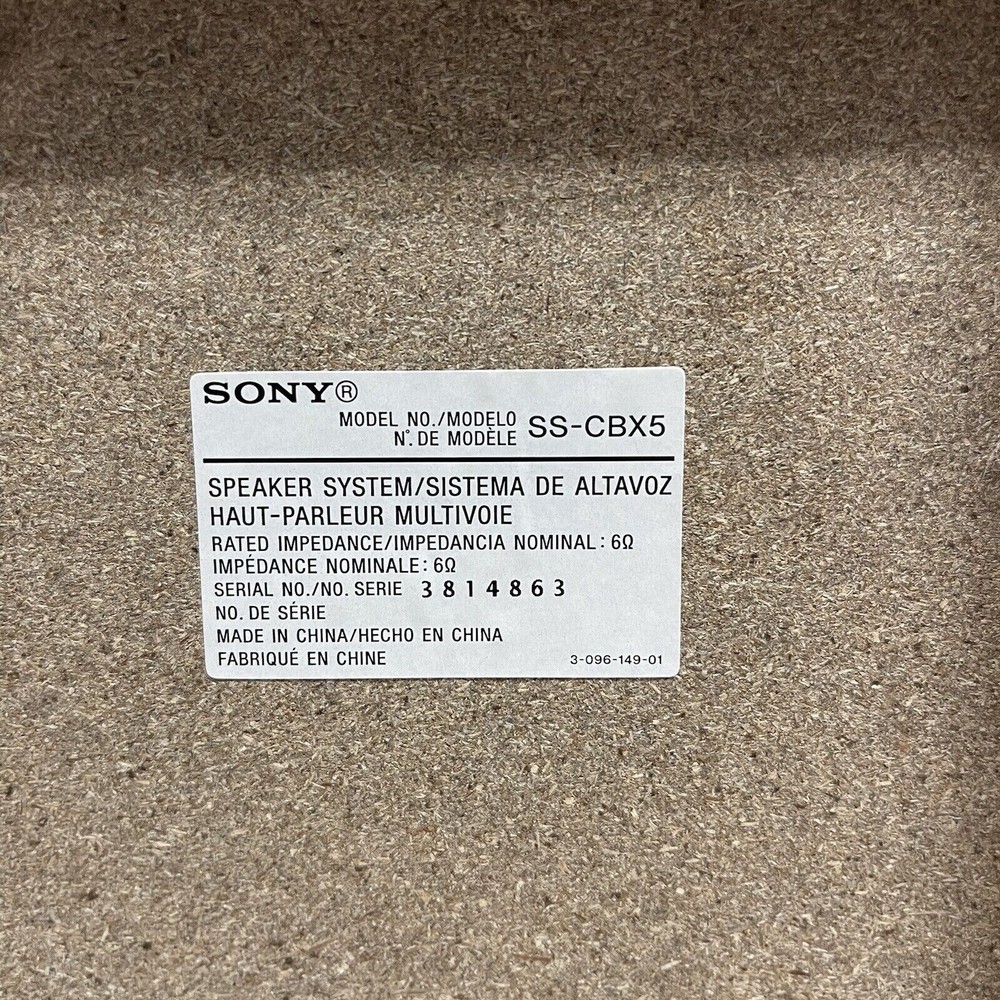 SONY®
MODEL NO./MODELO
N°. DE MODÈLE SS-CBX5
SPEAKER SYSTEM/SISTEMA DE ALTAVOZ
HAUT-PARLEUR MULTIVOIE
RATED IMPEDANCE/IMPEDANCIA NOMINAL: 6Ω
IMPÉDANCE NOMINALE: 6Ω
SERIAL NO./NO. SERIE 3814863
NO. DE SÉRIE
MADE IN CHINA/HECHO EN CHINA
FABRIQUÉ EN CHINE 3-096-149-01